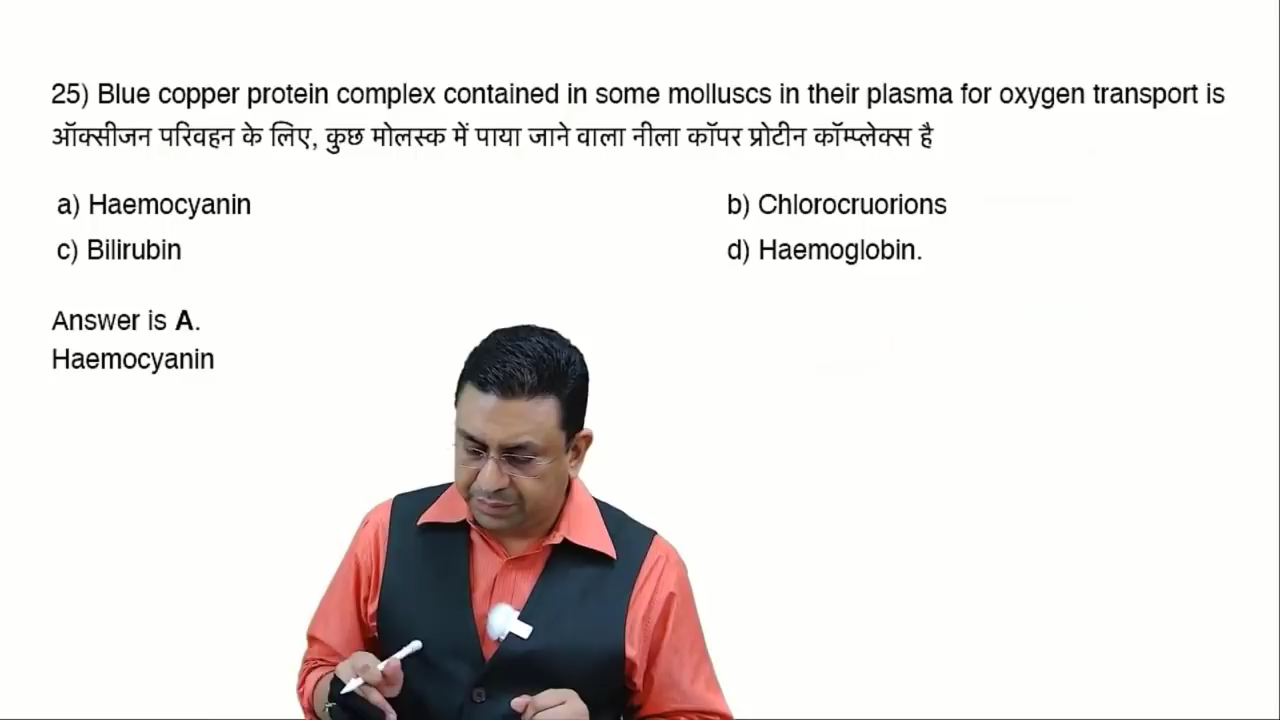 25) Blue copper protein complex contained in some molluscs in their plasma for oxygen transport is
ऑक्सीजन परिवहन के लिए, कुछ मोलस्क में पाया जाने वाला नीला कॉपर प्रोटीन कॉम्प्लेक्स है
a) Haemocyanin b) Chlorocruorions
c) Bilirubin d) Haemoglobin.
Answer is A.
Haemocyanin